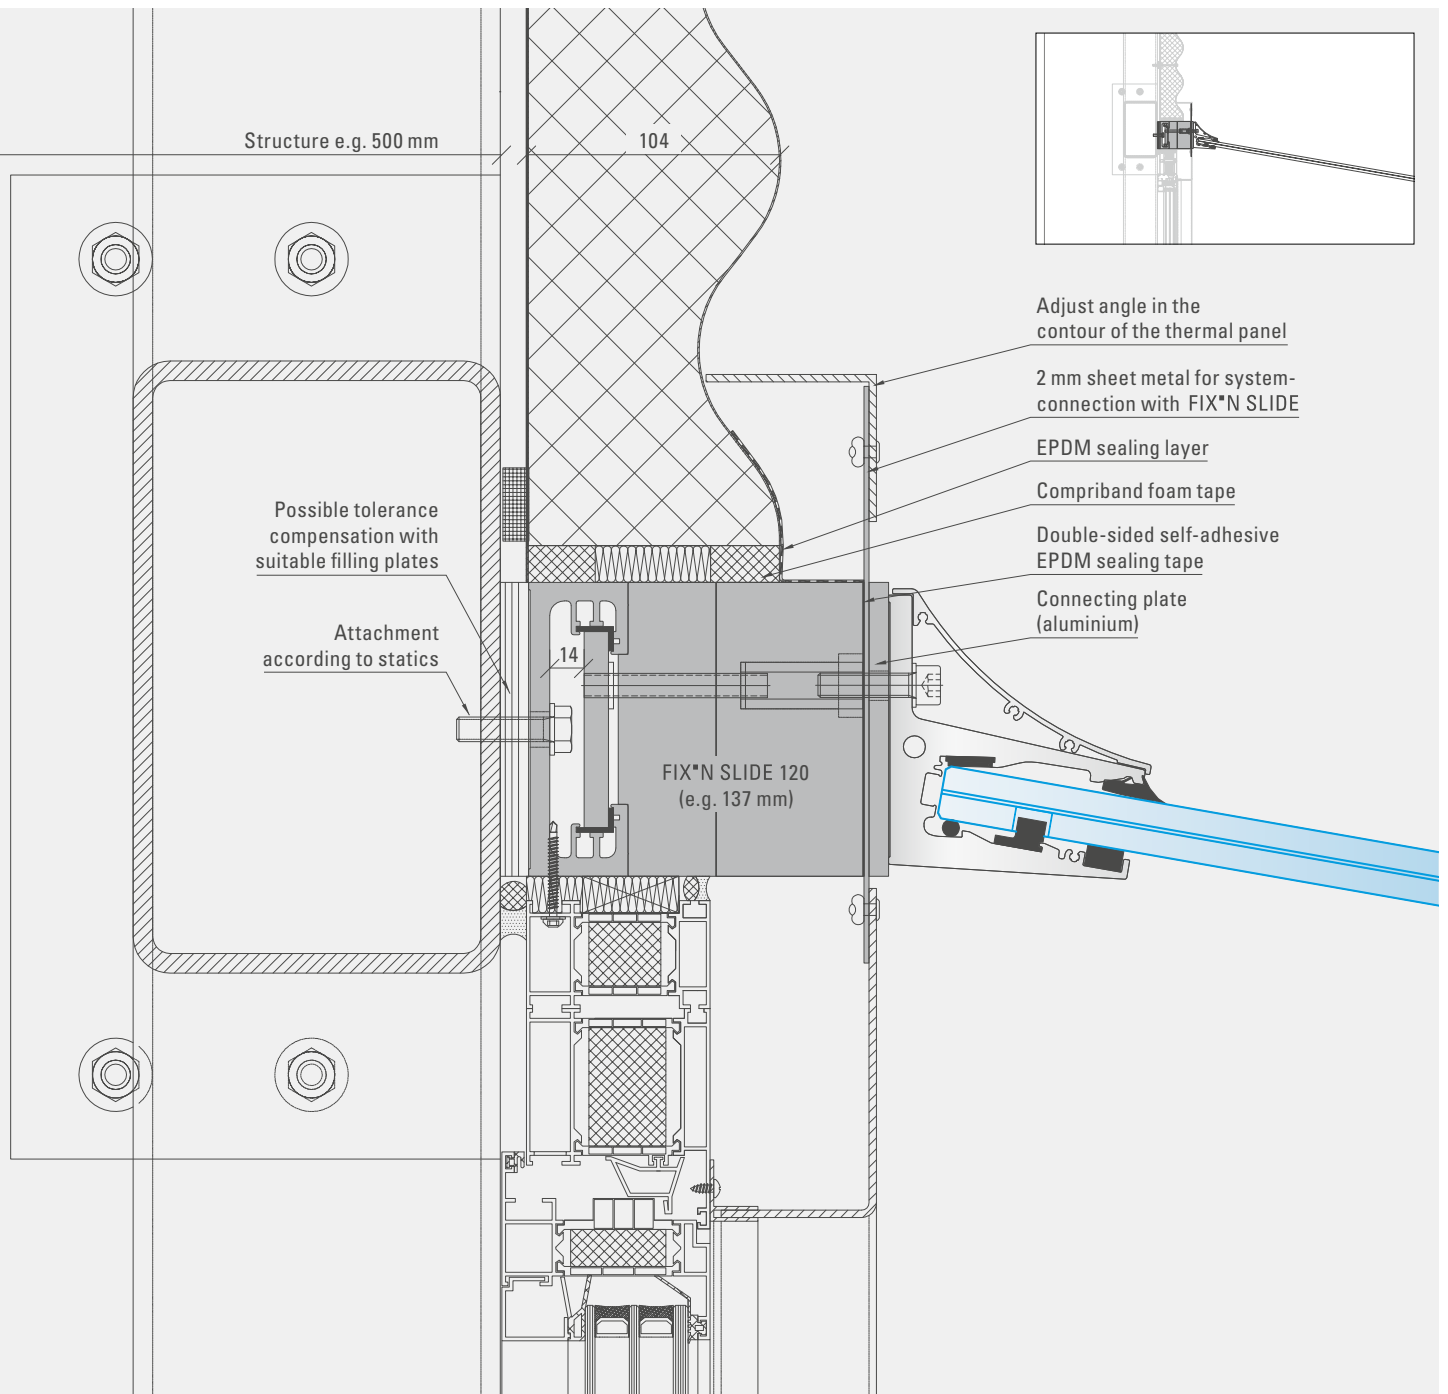 Structure e.g. 500 mm
104
Adjust angle in the
contour of the thermal panel
2 mm sheet metal for system-
connection with FIX■N SLIDE
EPDM sealing layer
Compriband foam tape
Double-sided self-adhesive
EPDM sealing tape
Connecting plate
(aluminium)
Possible tolerance
compensation with
suitable filling plates
Attachment
according to statics
14
FIX■N SLIDE 120
(e.g. 137 mm)